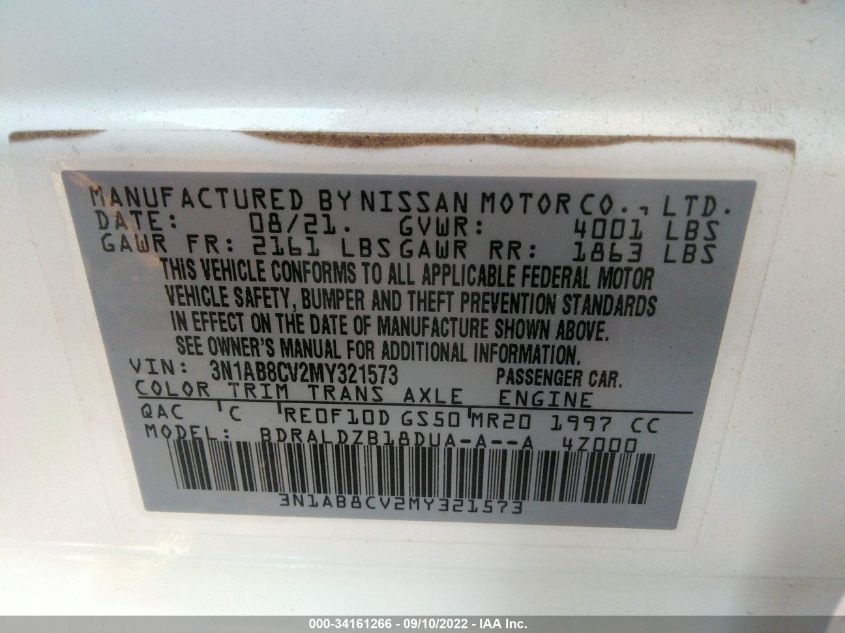 MANUFACTURED BY NISSAN MOTOR CO., LTD.
DATE: 08/21. GVWR: 4001 LBS
GAWR FR: 2161 LBS GAWR RR: 1863 LBS
THIS VEHICLE CONFORMS TO ALL APPLICABLE FEDERAL MOTOR
VEHICLE SAFETY, BUMPER AND THEFT PREVENTION STANDARDS
IN EFFECT ON THE DATE OF MANUFACTURE SHOWN ABOVE.
SEE OWNER'S MANUAL FOR ADDITIONAL INFORMATION.
VIN: 3N1AB8CV2MY321573 PASSENGER CAR.
COLOR TRIM TRANS AXLE ENGINE
QAC C RE0F10D GS50 MR20 1997 CC
MODEL: BDRALDZB18DUA-A--A 4Z000
3N1AB8CV2MY321573
000-34161266 - 09/10/2022 - IAA Inc.